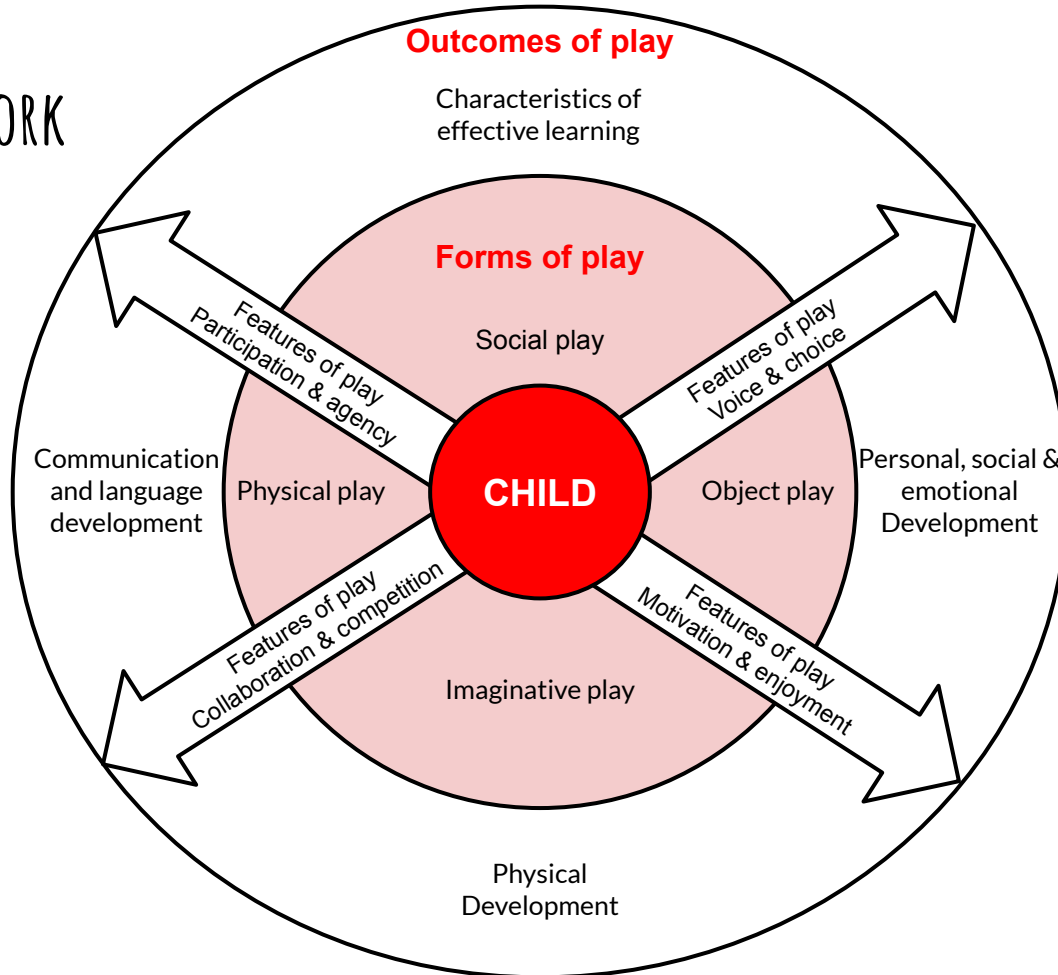 Outcomes of play
ORK
Characteristics of
effective learning
Forms of play
Social play
Features of play
Participation & agency
Features of play
Voice & choice
Communication
and language
development
Physical play
CHILD
Object play
Personal, social &
emotional
Development
Features of play
Collaboration & competition
Features of play
Motivation & enjoyment
Imaginative play
Physical
Development